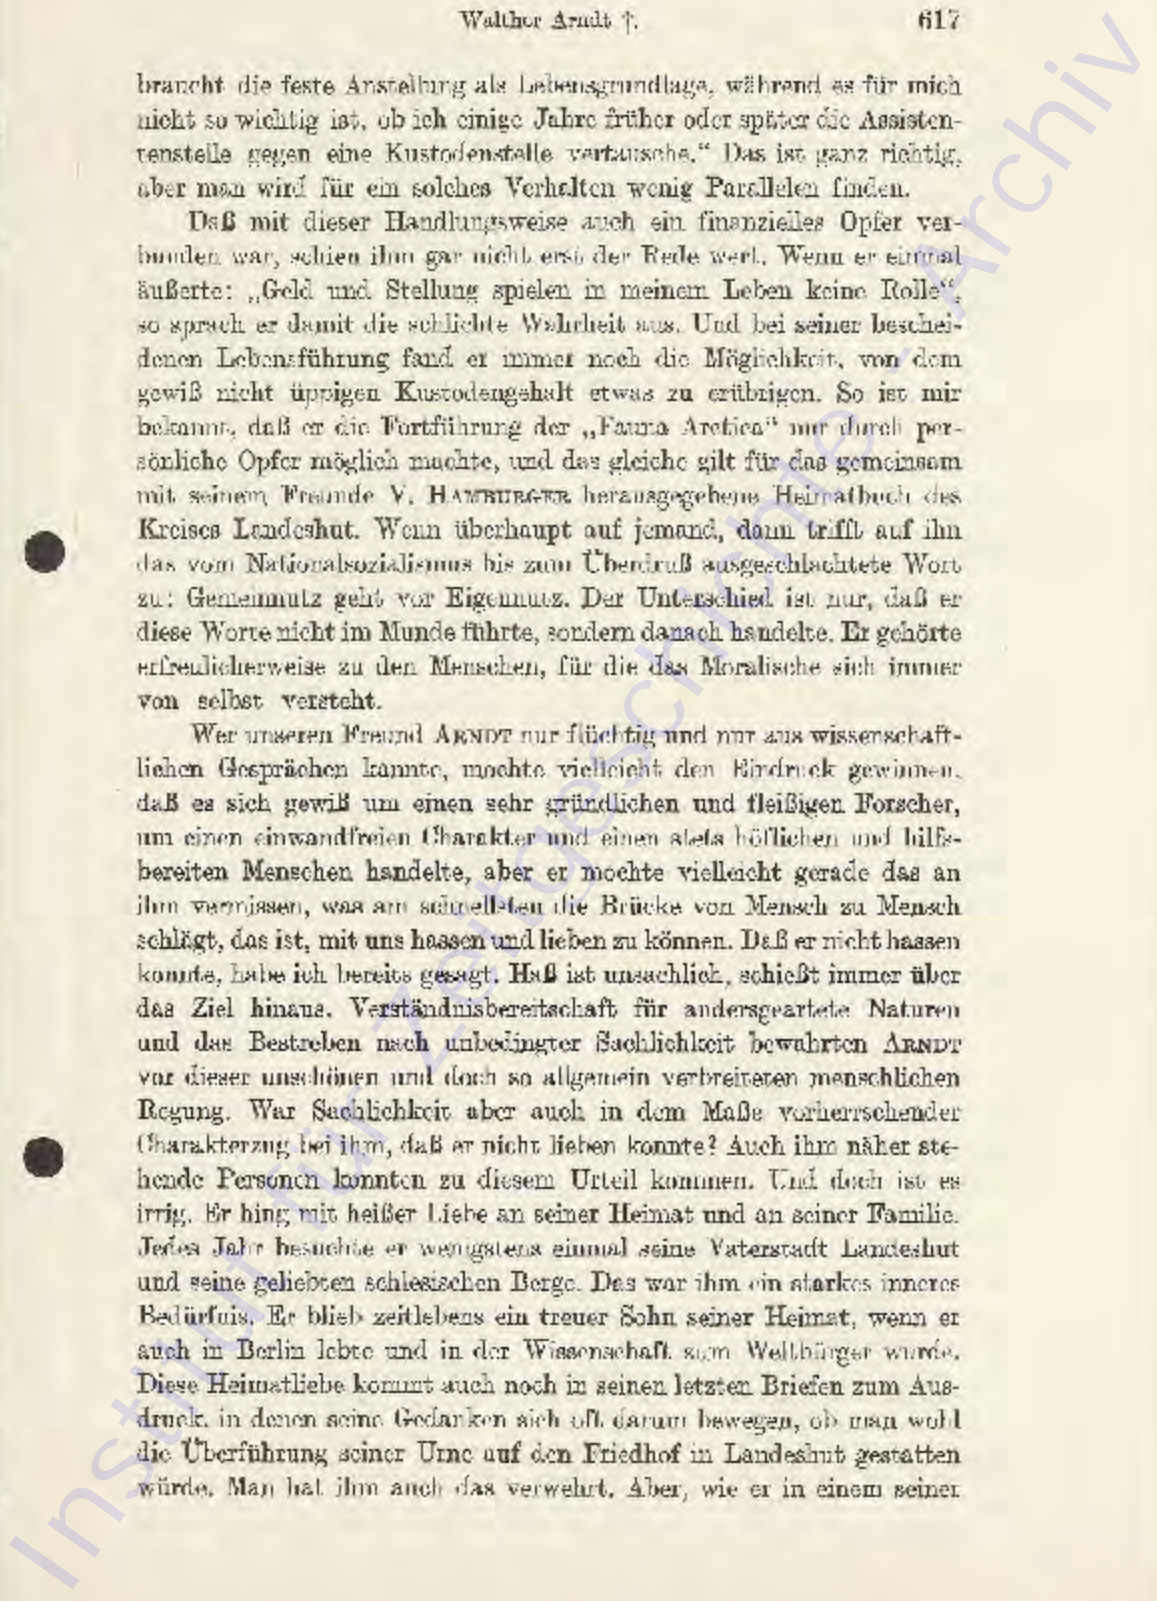 Walther Arndt †. 617
braucht die feste Anstellung als Lebensgrundlage, während es für mich
nicht so wichtig ist, ob ich einige Jahre früher oder später die Assisten-
tenstelle gegen eine Kustodenstelle vertausche.“ Das ist ganz richtig,
aber man wird für ein solches Verhalten wenig Parallelen finden.
Daß mit dieser Handlungsweise auch ein finanzielles Opfer ver-
bunden war, schien ihm gar nicht erst der Rede wert. Wenn er einmal
äußerte: „Geld und Stellung spielen in meinem Leben keine Rolle“,
so sprach er damit die schlichte Wahrheit aus. Und bei seiner beschei-
denen Lebensführung fand er immer noch die Möglichkeit, von dem
gewiß nicht üppigen Kustodengehalt etwas zu erübrigen. So ist mir
bekannt, daß er die Fortführung der „Fauna Arctica“ nur durch per-
sönliche Opfer möglich machte, und das gleiche gilt für das gemeinsam
mit seinem Freunde V. HAMBURGER herausgegebene Heimatbuch des
Kreises Landeshut. Wenn überhaupt auf jemand, dann trifft auf ihn
das vom Nationalsozialismus bis zum Überdruß ausgeschlachtete Wort
zu: Gemeinnutz geht vor Eigennutz. Der Unterschied ist nur, daß er
diese Worte nicht im Munde führte, sondern danach handelte. Er gehörte
erfreulicherweise zu den Menschen, für die das Moralische sich immer
von selbst versteht.
Wer unseren Freund ARNDT nur flüchtig und nur aus wissenschaft-
lichen Gesprächen kannte, mochte vielleicht den Eindruck gewinnen,
daß es sich gewiß um einen sehr gründlichen und fleißigen Forscher,
um einen einwandfreien Charakter und einen stets höflichen und hilfs-
bereiten Menschen handelte, aber er mochte vielleicht gerade das an
ihm vermissen, was am schnellsten die Brücke von Mensch zu Mensch
schlägt, das ist, mit uns hassen und lieben zu können. Daß er nicht hassen
konnte, habe ich bereits gesagt. Haß ist unsachlich, schießt immer über
das Ziel hinaus. Verständnisbereitschaft für andersgeartete Naturen
und das Bestreben nach unbedingter Sachlichkeit bewahrten ARNDT
vor dieser unschönen und doch so allgemein verbreiteten menschlichen
Regung. War Sachlichkeit aber auch in dem Maße vorherrschender
Charakterzug bei ihm, daß er nicht lieben konnte? Auch ihm näher ste-
hende Personen konnten zu diesem Urteil kommen. Und doch ist es
irrig. Er hing mit heißer Liebe an seiner Heimat und an seiner Familie.
Jedes Jahr besuchte er wenigstens einmal seine Vaterstadt Landeshut
und seine geliebten schlesischen Berge. Das war ihm ein starkes inneres
Bedürfnis. Er blieb zeitlebens ein treuer Sohn seiner Heimat, wenn er
auch in Berlin lebte und in der Wissenschaft zum Weltbürger wurde.
Diese Heimatliebe kommt auch noch in seinen letzten Briefen zum Aus-
druck, in denen seine Gedanken sich oft darum bewegen, ob man wohl
die Überführung seiner Urne auf den Friedhof in Landeshut gestatten
würde. Man hat ihm auch das verwehrt. Aber, wie er in einem seiner
Institut für Zeitgeschichte - Archiv